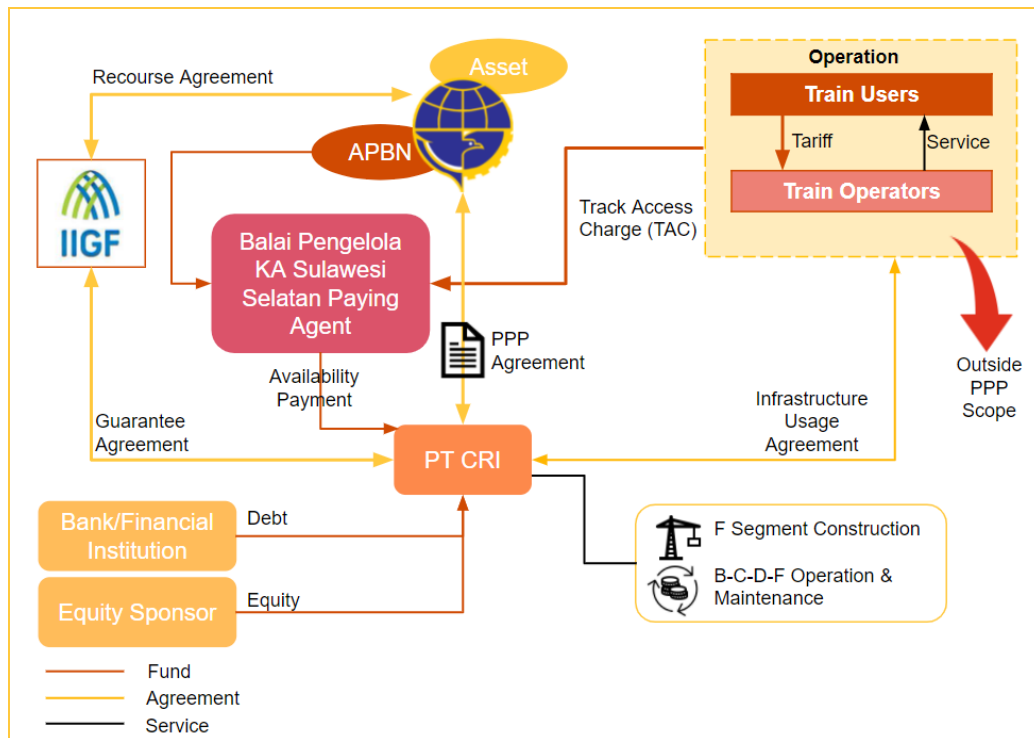 Recourse Agreement
Asset
APBN
IIGF
Operation
Train Users
Tariff
Service
Train Operators
Track Access
Charge (TAC)
Balai Pengelola
KA Sulawesi
Selatan Paying
Agent
PPP
Agreement
Availability
Payment
Outside
PPP
Scope
Infrastructure
Usage
Agreement
Guarantee
Agreement
PT CRI
Bank/Financial
Institution
Debt
Equity Sponsor
Equity
F Segment Construction
B-C-D-F Operation &
Maintenance
Fund
Agreement
Service